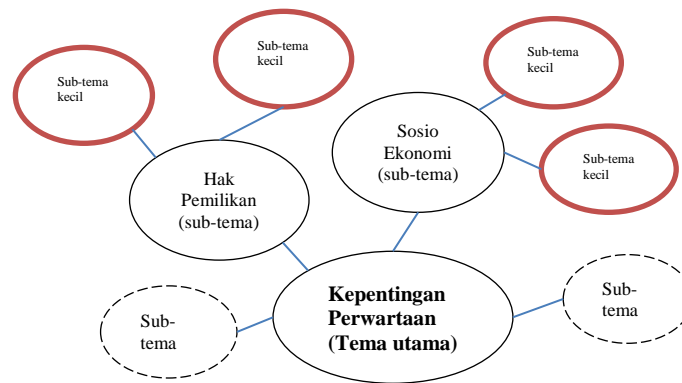 Sub-tema
kecil
Sub-tema
kecil
Sub-tema
kecil
Sosio
Ekonomi
(sub-tema)
Sub-tema
kecil
Hak
Pemilikan
(sub-tema)
Sub-
tema
Kepentingan
Perwartaan
(Tema utama)
Sub-
tema